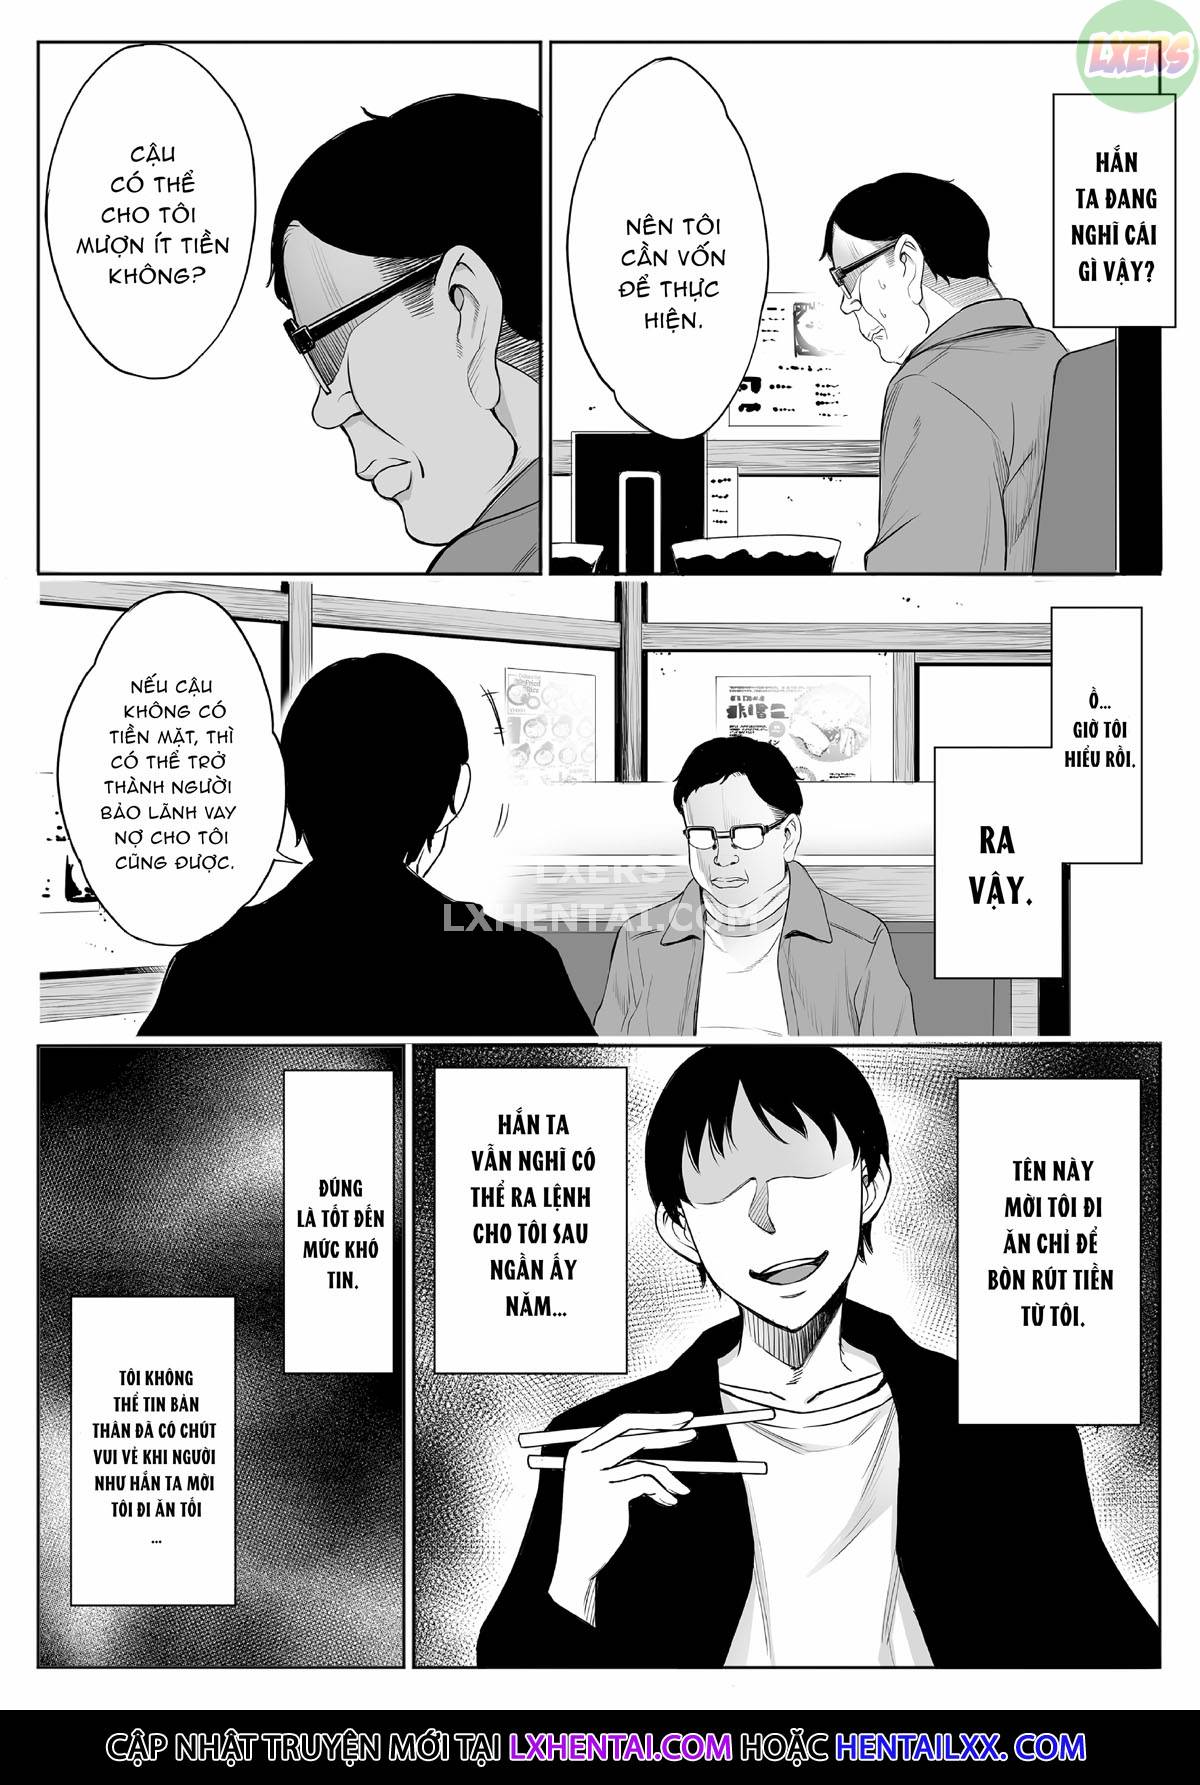 LXERS
HẮN
TA ĐANG
NGHĨ CÁI
GÌ VẬY?
NÊN TÔI
CẦN VỐN
ĐỂ THỰC
HIỆN.
CẬU
CÓ THỂ
CHO TÔI
MƯỢN ÍT TIỀN
KHÔNG?
Ồ...
GIỜ TÔI
HIỂU RỒI.
RA
VẬY.
NẾU CẬU
KHÔNG CÓ
TIỀN MẶT, THÌ
CÓ THỂ TRỞ
THÀNH NGƯỜI
BẢO LÃNH VAY
NỢ CHO TÔI
CŨNG ĐƯỢC.
LXERS
LXHENTAI.COM
TÊN NÀY
MỜI TÔI ĐI
ĂN CHỈ ĐỂ
BÒN RÚT TIỀN
TỪ TÔI.
HẮN TA
VẪN NGHĨ CÓ
THỂ RA LỆNH
CHO TÔI SAU
NGẦN ẤY
NĂM...
ĐÚNG
LÀ TỐT ĐẾN
MỨC KHÓ
TIN.
TÔI KHÔNG
THỂ TIN BẢN
THÂN ĐÃ CÓ CHÚT
VUI VẺ KHI NGƯỜI
NHƯ HẮN TA MỜI
TÔI ĐI ĂN TỐI
...
CẬP NHẬT TRUYỆN MỚI TẠI LXHENTAI.COM HOẶC HENTAILXX. COM